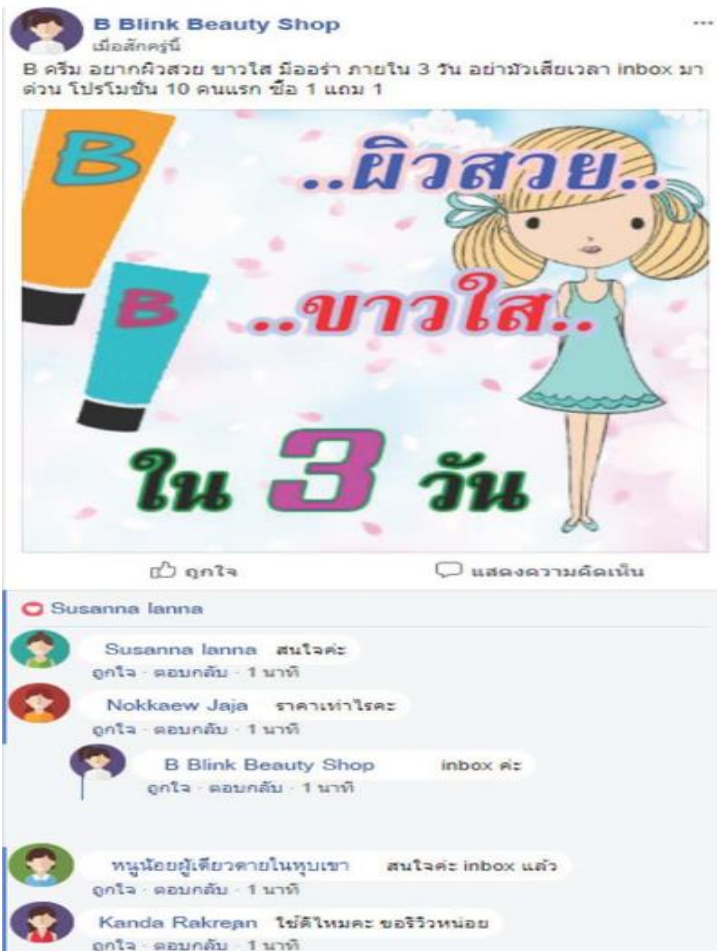 B Blink Beauty Shop
เมื่อสักครู่นี้
B ครีม อยากผิวสวย ขาวใส มีออร่า ภายใน 3 วัน อย่ามัวเสียเวลา inbox มา
ด่วน โปรโมชั่น 10 คนแรก ซื้อ 1 แถม 1
B
..ผิวสวย..
B
..ขาวใส..
ใน 3 วัน
ถูกใจ แสดงความคิดเห็น
Susanna lanna
Susanna lanna สนใจค่ะ
ถูกใจ · ตอบกลับ · 1 นาที
Nokkaew Jaja ราคาเท่าไรคะ
ถูกใจ · ตอบกลับ · 1 นาที
B Blink Beauty Shop inbox ค่ะ
ถูกใจ · ตอบกลับ · 1 นาที
หนูน้อยผู้เดียวดายในหุบเขา สนใจค่ะ inbox แล้ว
ถูกใจ · ตอบกลับ · 1 นาที
Kanda Rakrean ใช้ดีไหมคะ ขอรีวิวหน่อย
ถูกใจ · ตอบกลับ · 1 นาที